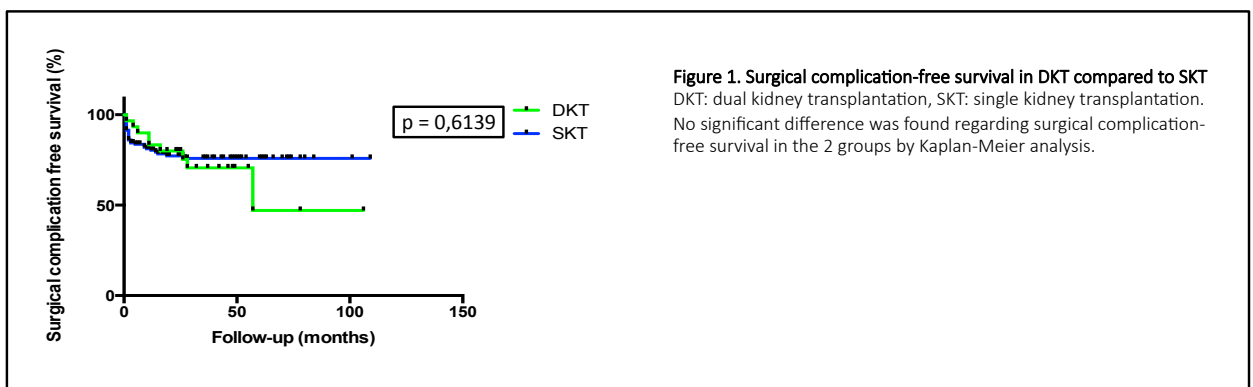 Surgical complication free survival (%)
100
50
0
0
50
100
150
Follow-up (months)
p = 0,6139
DKT
SKT
Figure 1. Surgical complication-free survival in DKT compared to SKT
DKT: dual kidney transplantation, SKT: single kidney transplantation.
No significant difference was found regarding surgical complication-
free survival in the 2 groups by Kaplan-Meier analysis.